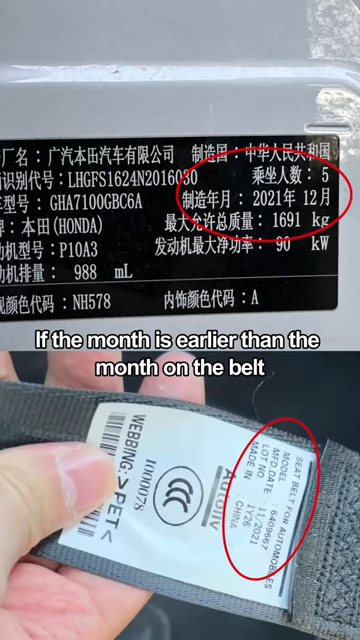 厂名：广汽本田汽车有限公司 制造国：中华人民共和国
识别代号：LHGFS1624N2016080 乘坐人数：5
型号：GHA7100GBC6A 制造年月：2021年12月
牌：本田(HONDA) 最大允许总质量：1691 kg
动机型号：P10A3 发动机最大净功率：90 kW
动机排量：988 mL
观颜色代码：NH578 内饰颜色代码：A
If the month is earlier than the
month on the belt
SEAT BELT FOR AUTOMOBILES
MODEL : 6409667
MFD.DATE : 11/2021
LOT NO : 1Y26
MADE IN : CHINA
Autoliv
CCC
1000078
WEBBING:>PET<